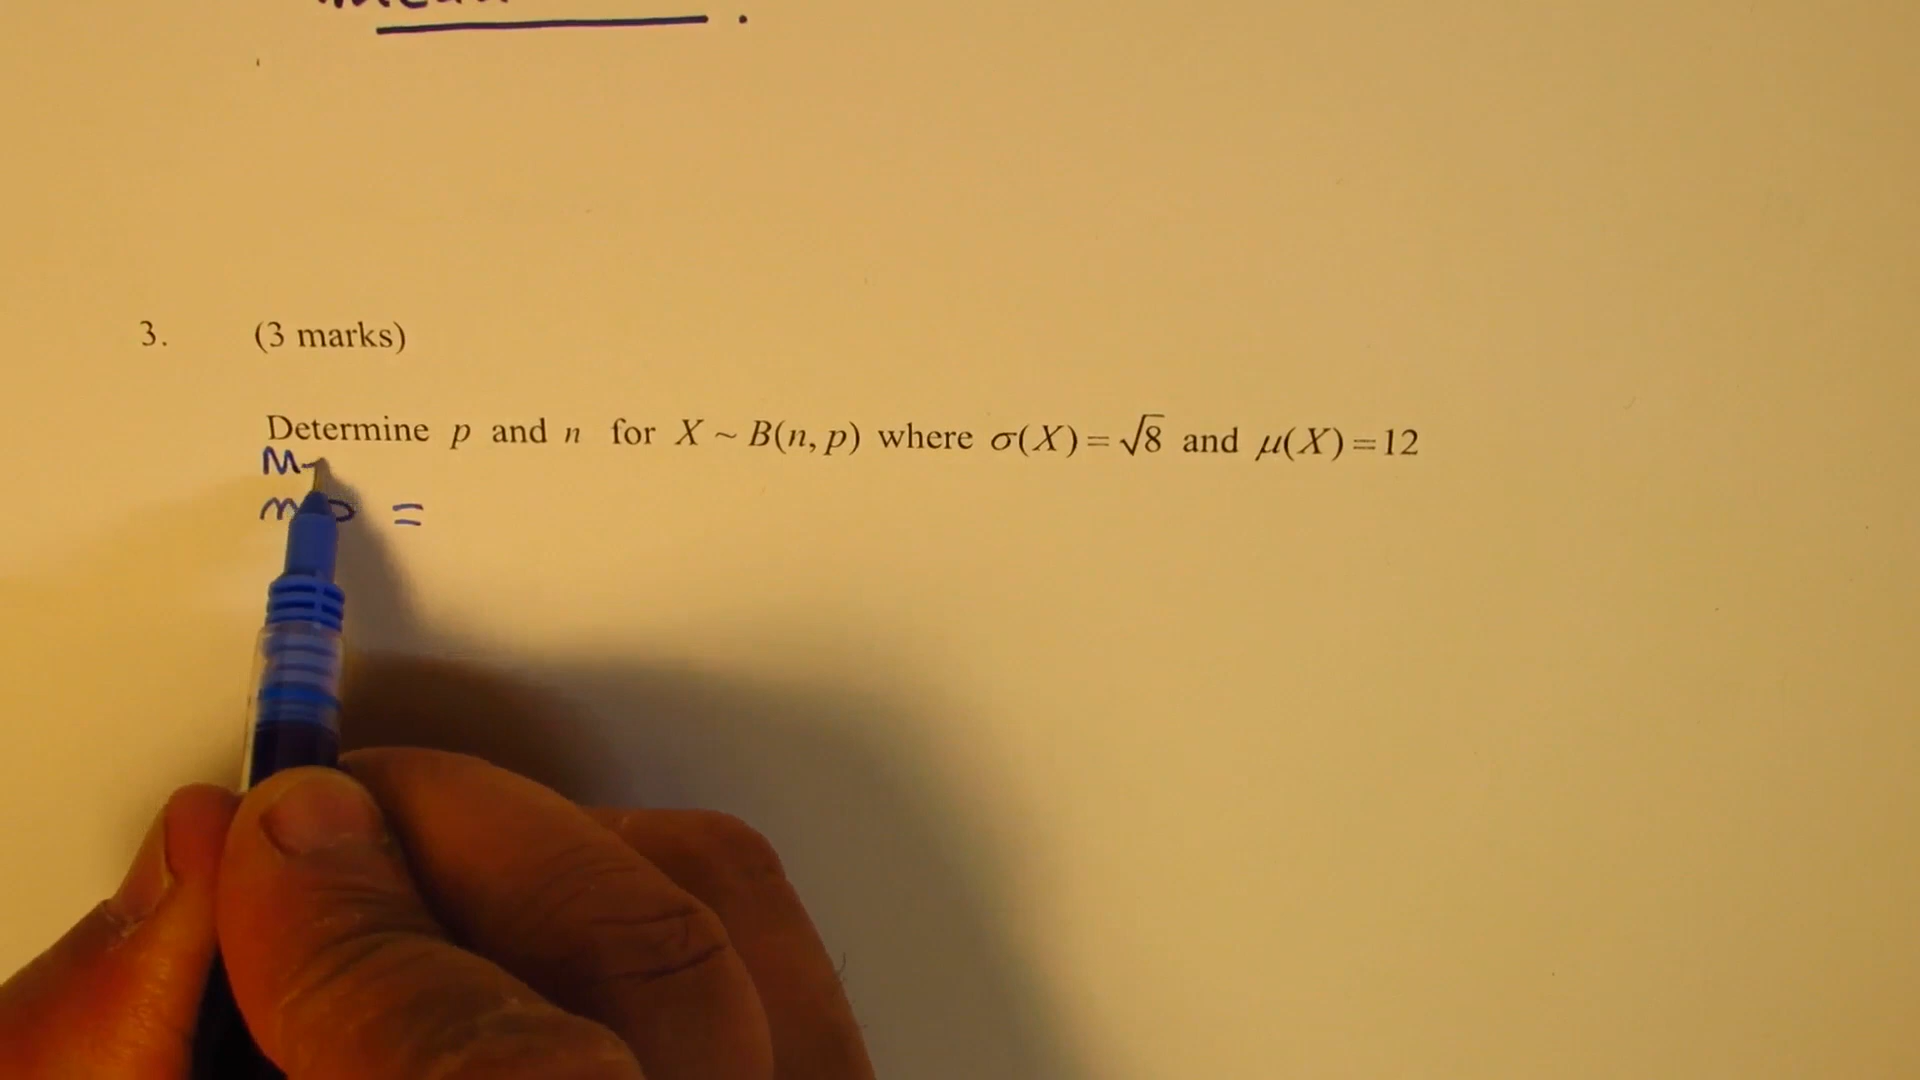 3. (3 marks)
Determine p and n for X ~ B(n, p) where σ(X) = √8 and μ(X) = 12
=